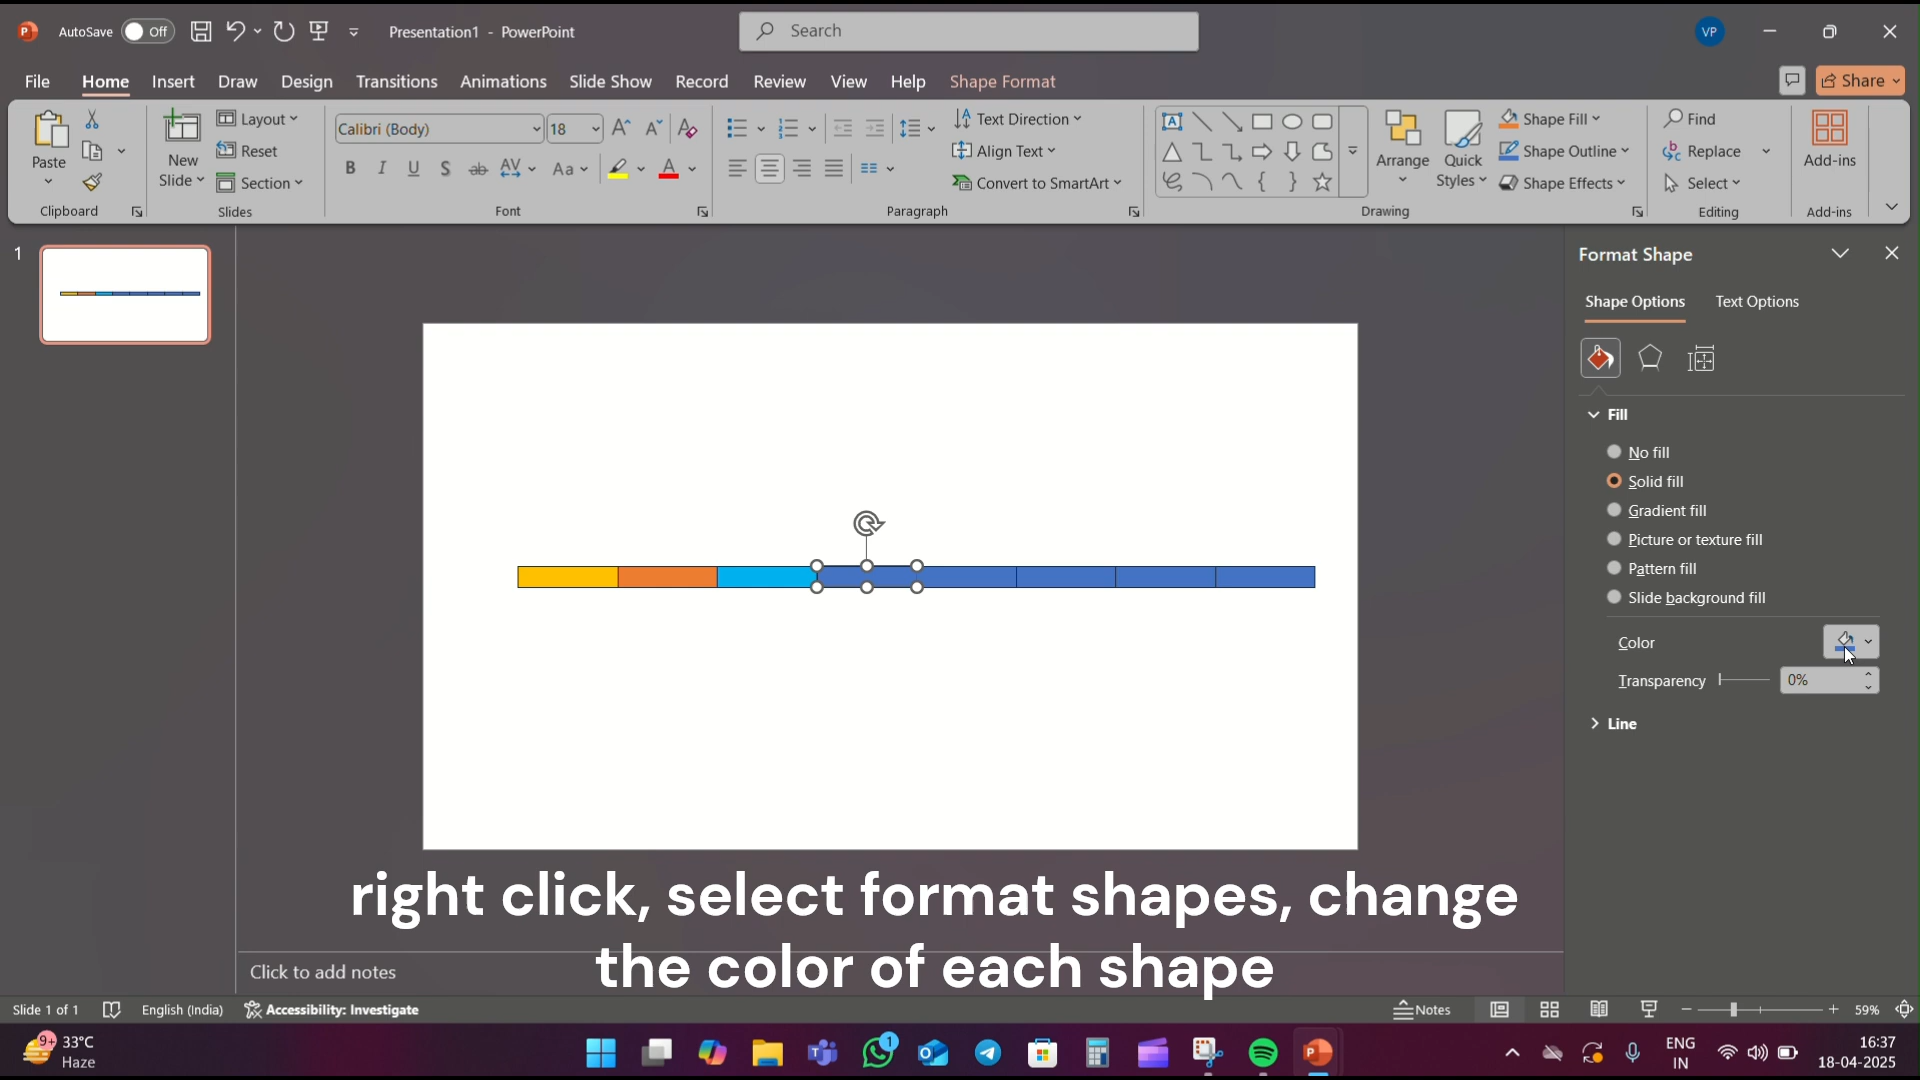 AutoSave Off Presentation1 - PowerPoint Search VP
File Home Insert Draw Design Transitions Animations Slide Show Record Review View Help Shape Format Share
Paste
New Slide
Layout
Reset
Section
Calibri (Body) 18
Text Direction
Align Text
Convert to SmartArt
Arrange
Quick Styles
Shape Fill
Shape Outline
Shape Effects
Find
Replace
Select
Add-ins
Clipboard Slides Font Paragraph Drawing Editing Add-ins
1
Format Shape
Shape Options Text Options
Fill
No fill
Solid fill
Gradient fill
Picture or texture fill
Pattern fill
Slide background fill
Color
Transparency 0%
Line
right click, select format shapes, change
the color of each shape
Click to add notes
Slide 1 of 1 English (India) Accessibility: Investigate Notes 59%
9+ 33°C
Haze
1
ENG
IN
16:37
18-04-2025